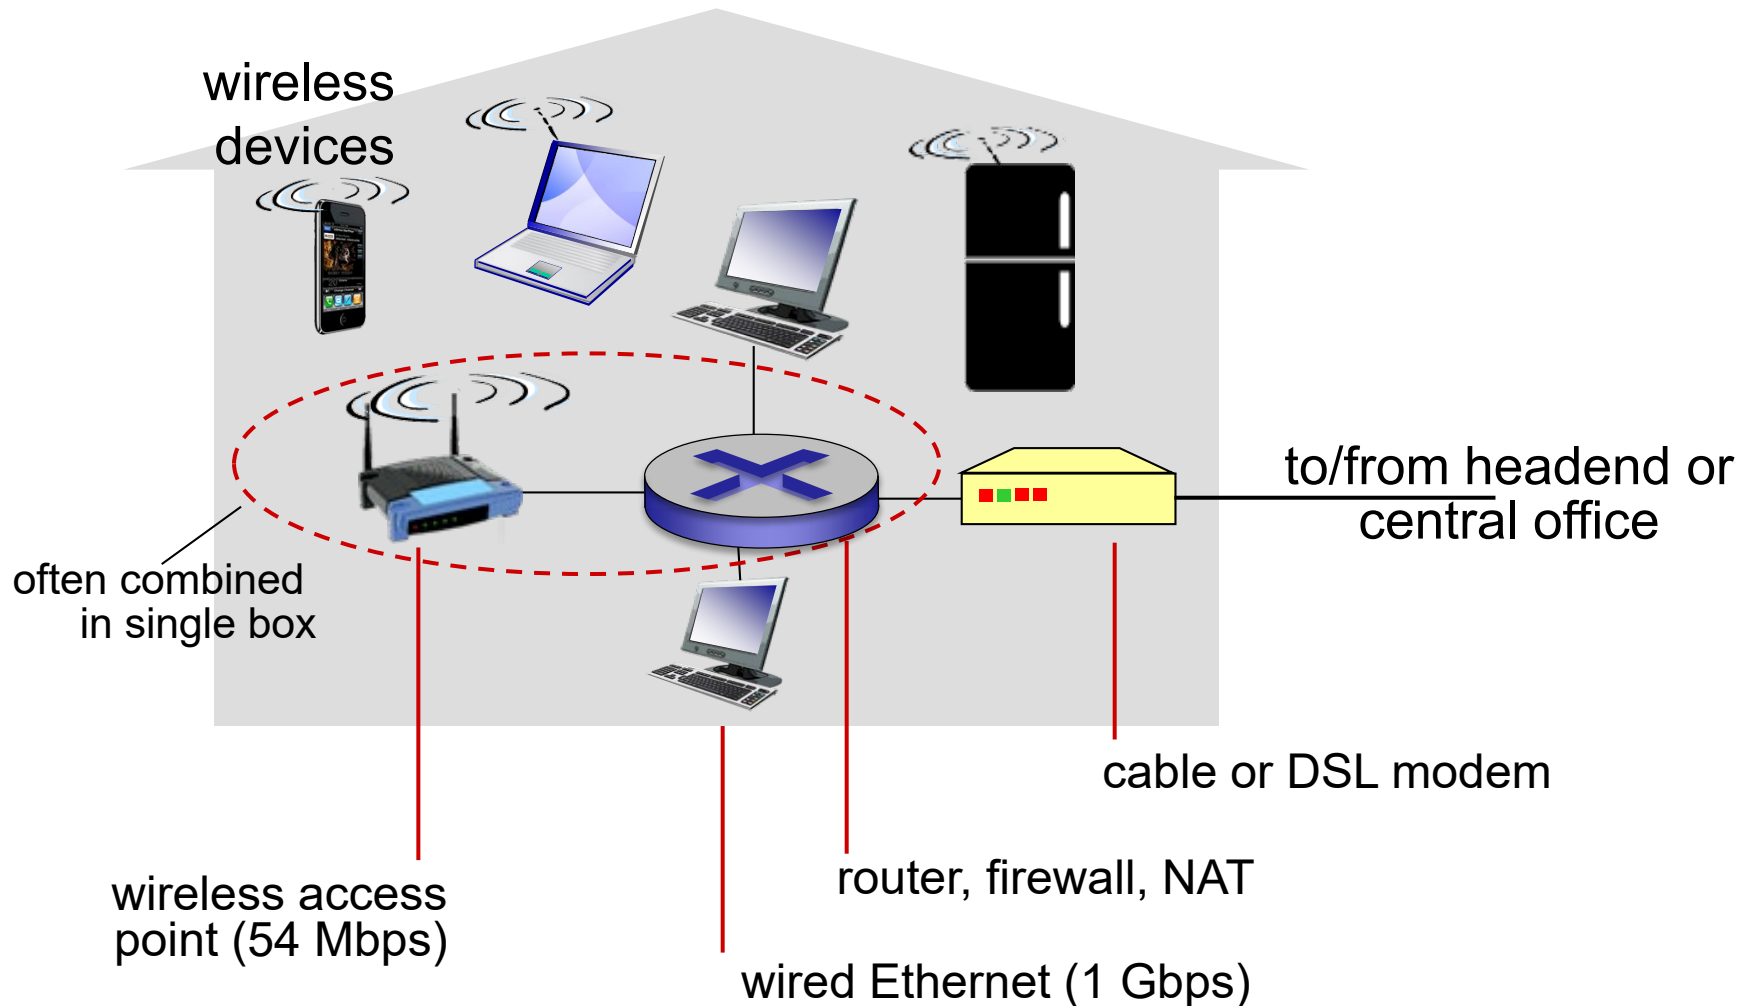 wireless
devices
to/from headend or
central office
often combined
in single box
cable or DSL modem
router, firewall, NAT
wireless access
point (54 Mbps)
wired Ethernet (1 Gbps)